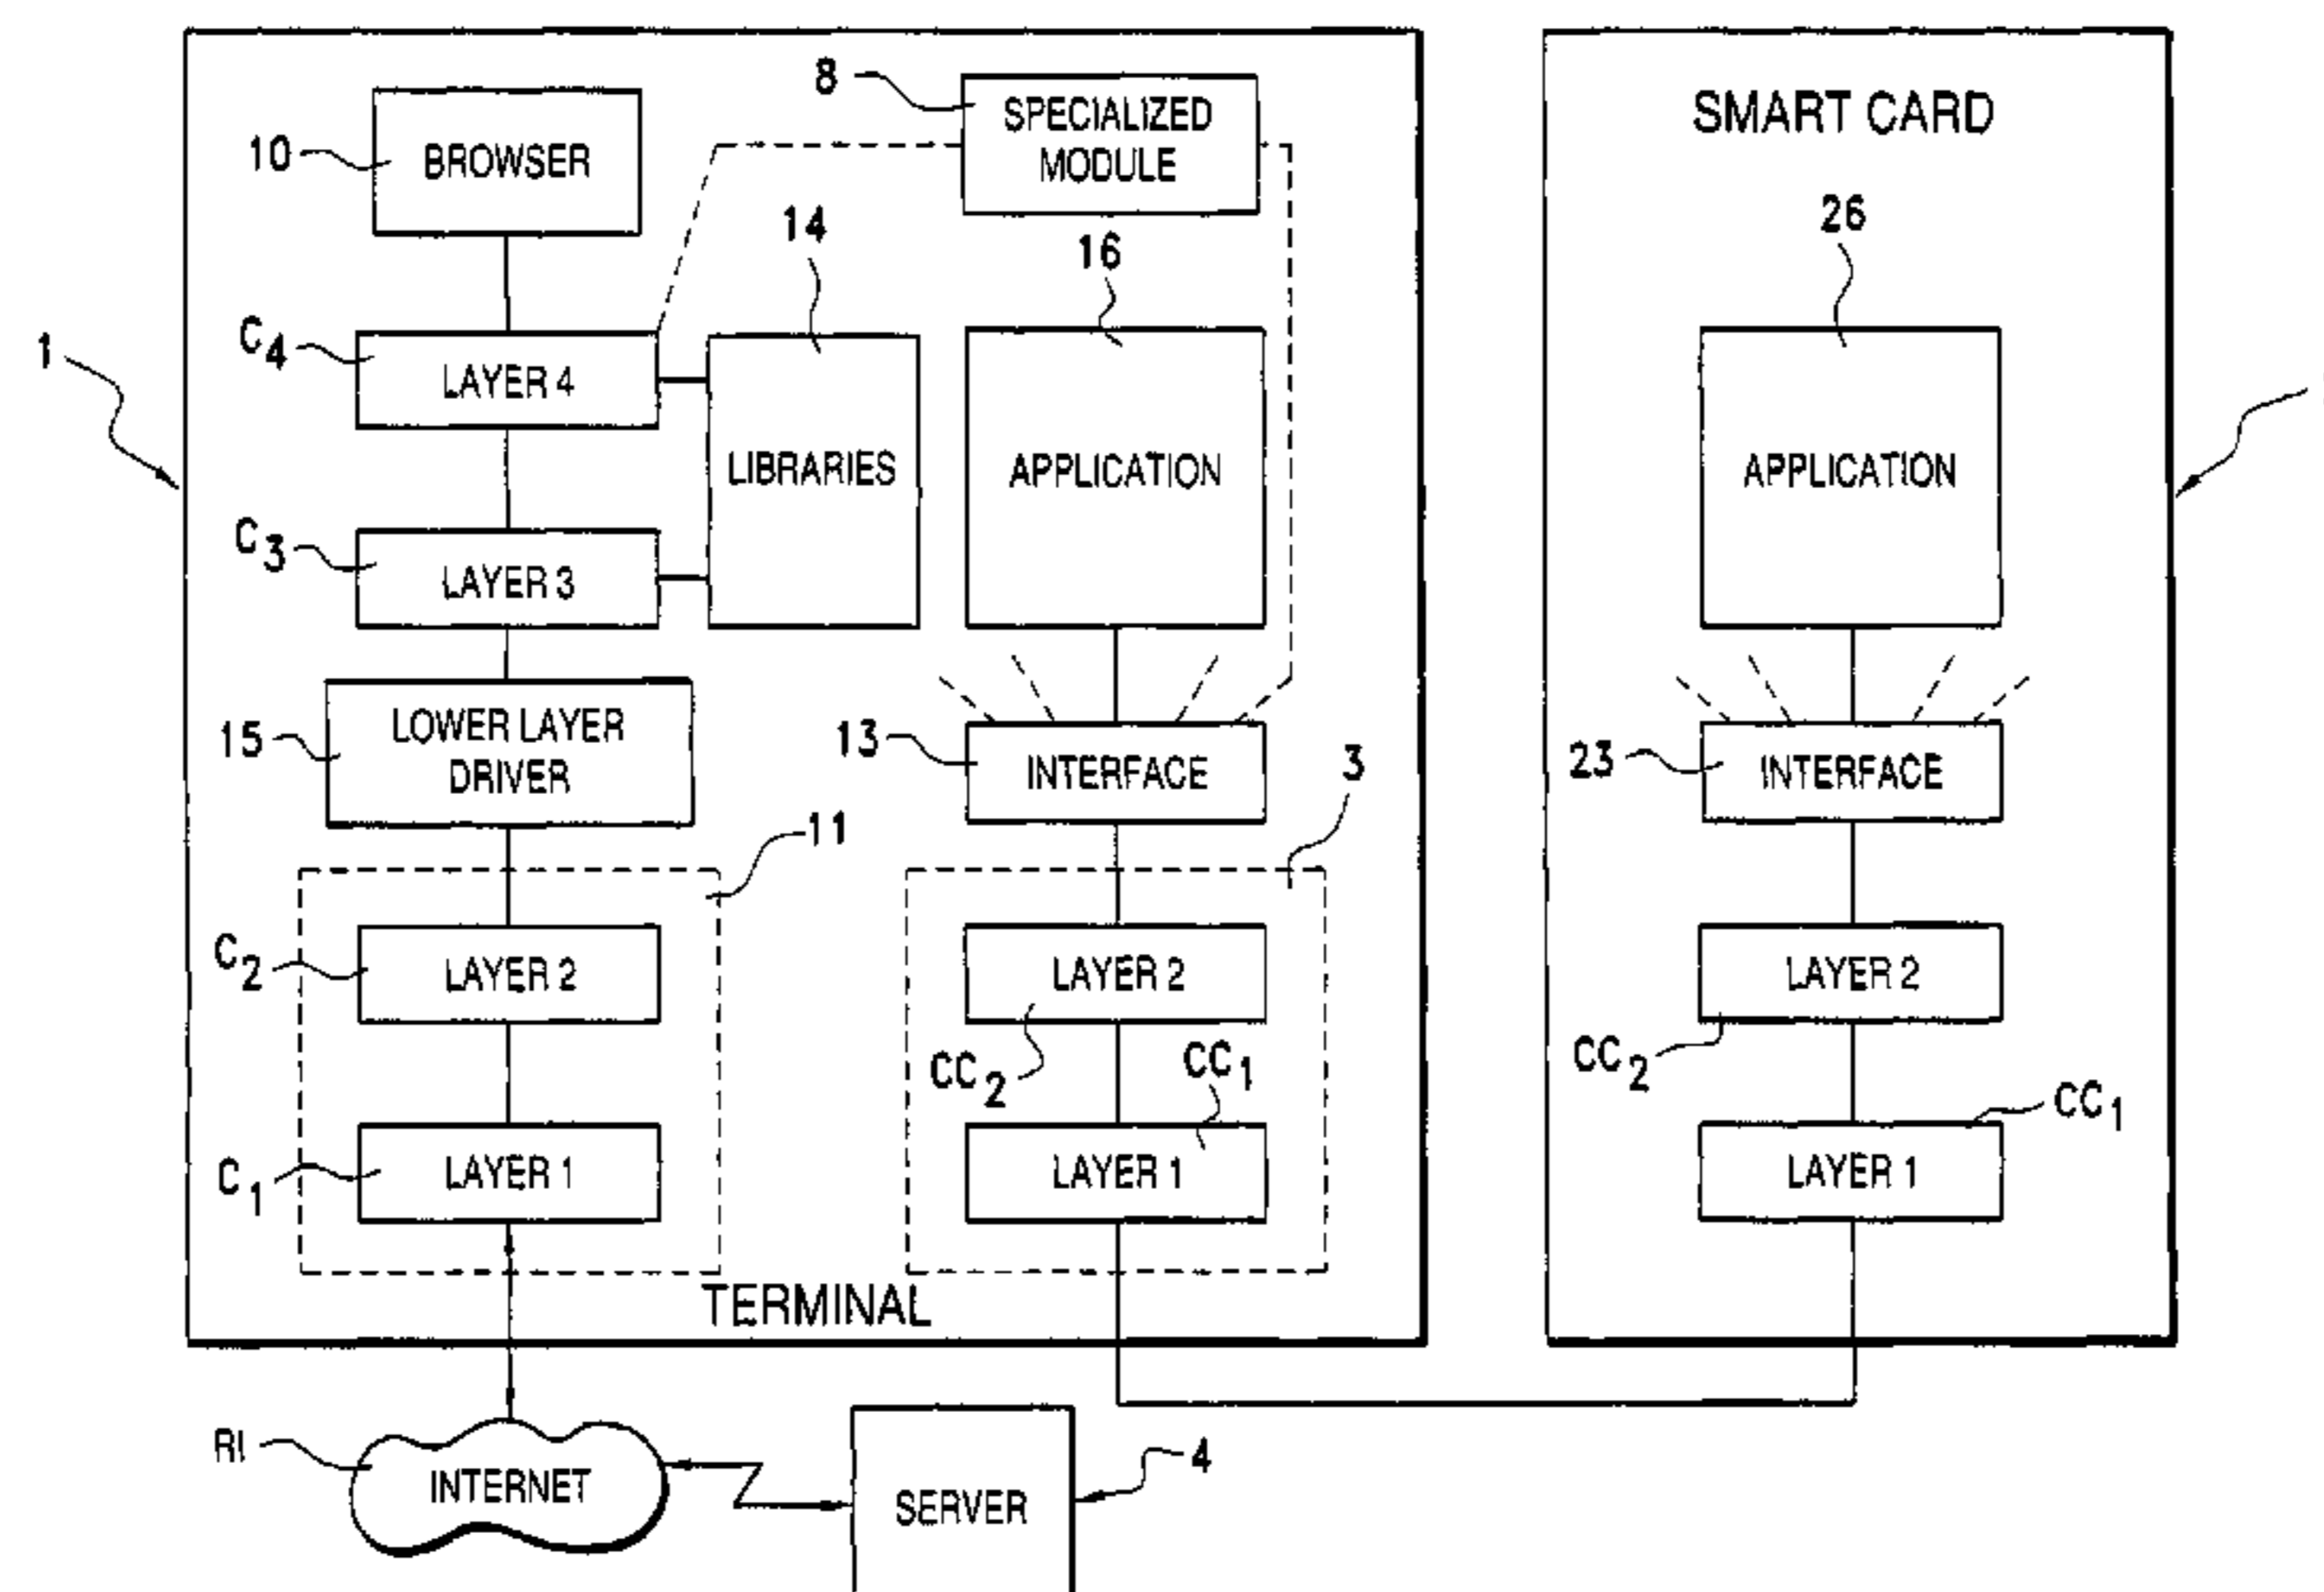 8
SPECIALIZED
MODULE
SMART CARD
10
BROWSER
14
16
26
1
C4
LAYER 4
LIBRARIES
APPLICATION
APPLICATION
C3
LAYER 3
15
LOWER LAYER
DRIVER
13
INTERFACE
3
23
INTERFACE
11
C2
LAYER 2
LAYER 2
LAYER 2
CC2
CC1
CC2
CC1
C1
LAYER 1
LAYER 1
LAYER 1
TERMINAL
RI
INTERNET
SERVER
4